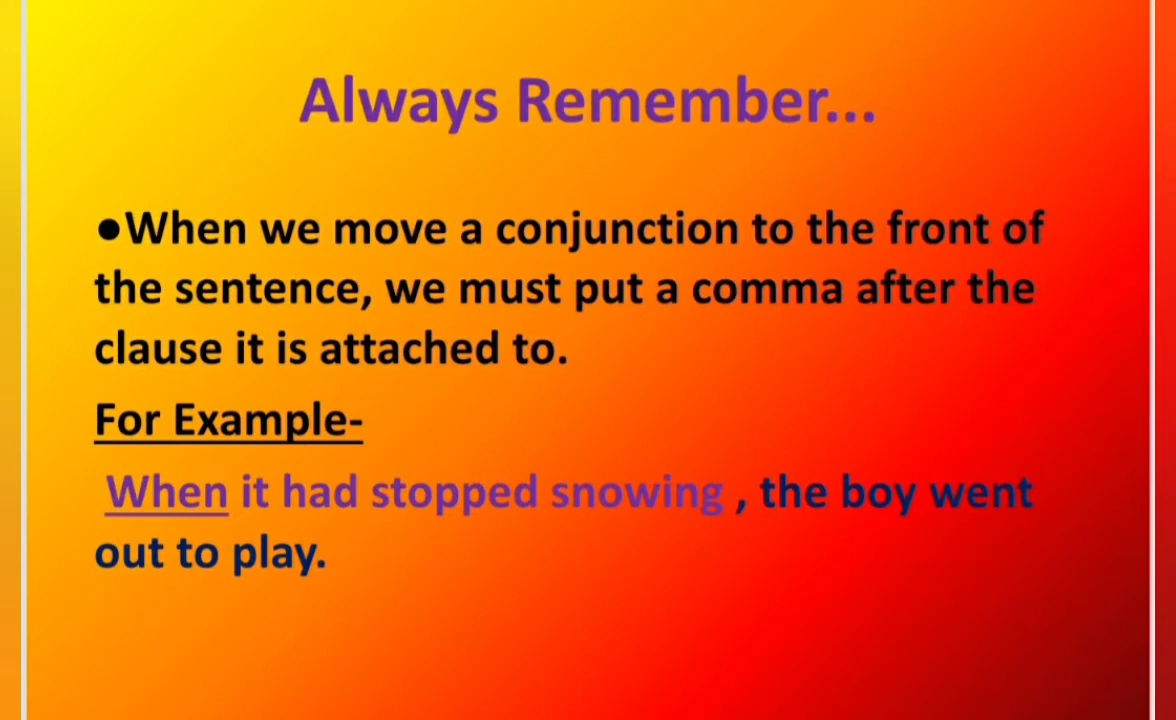 Always Remember...
●When we move a conjunction to the front of
the sentence, we must put a comma after the
clause it is attached to.
For Example-
When it had stopped snowing , the boy went
out to play.